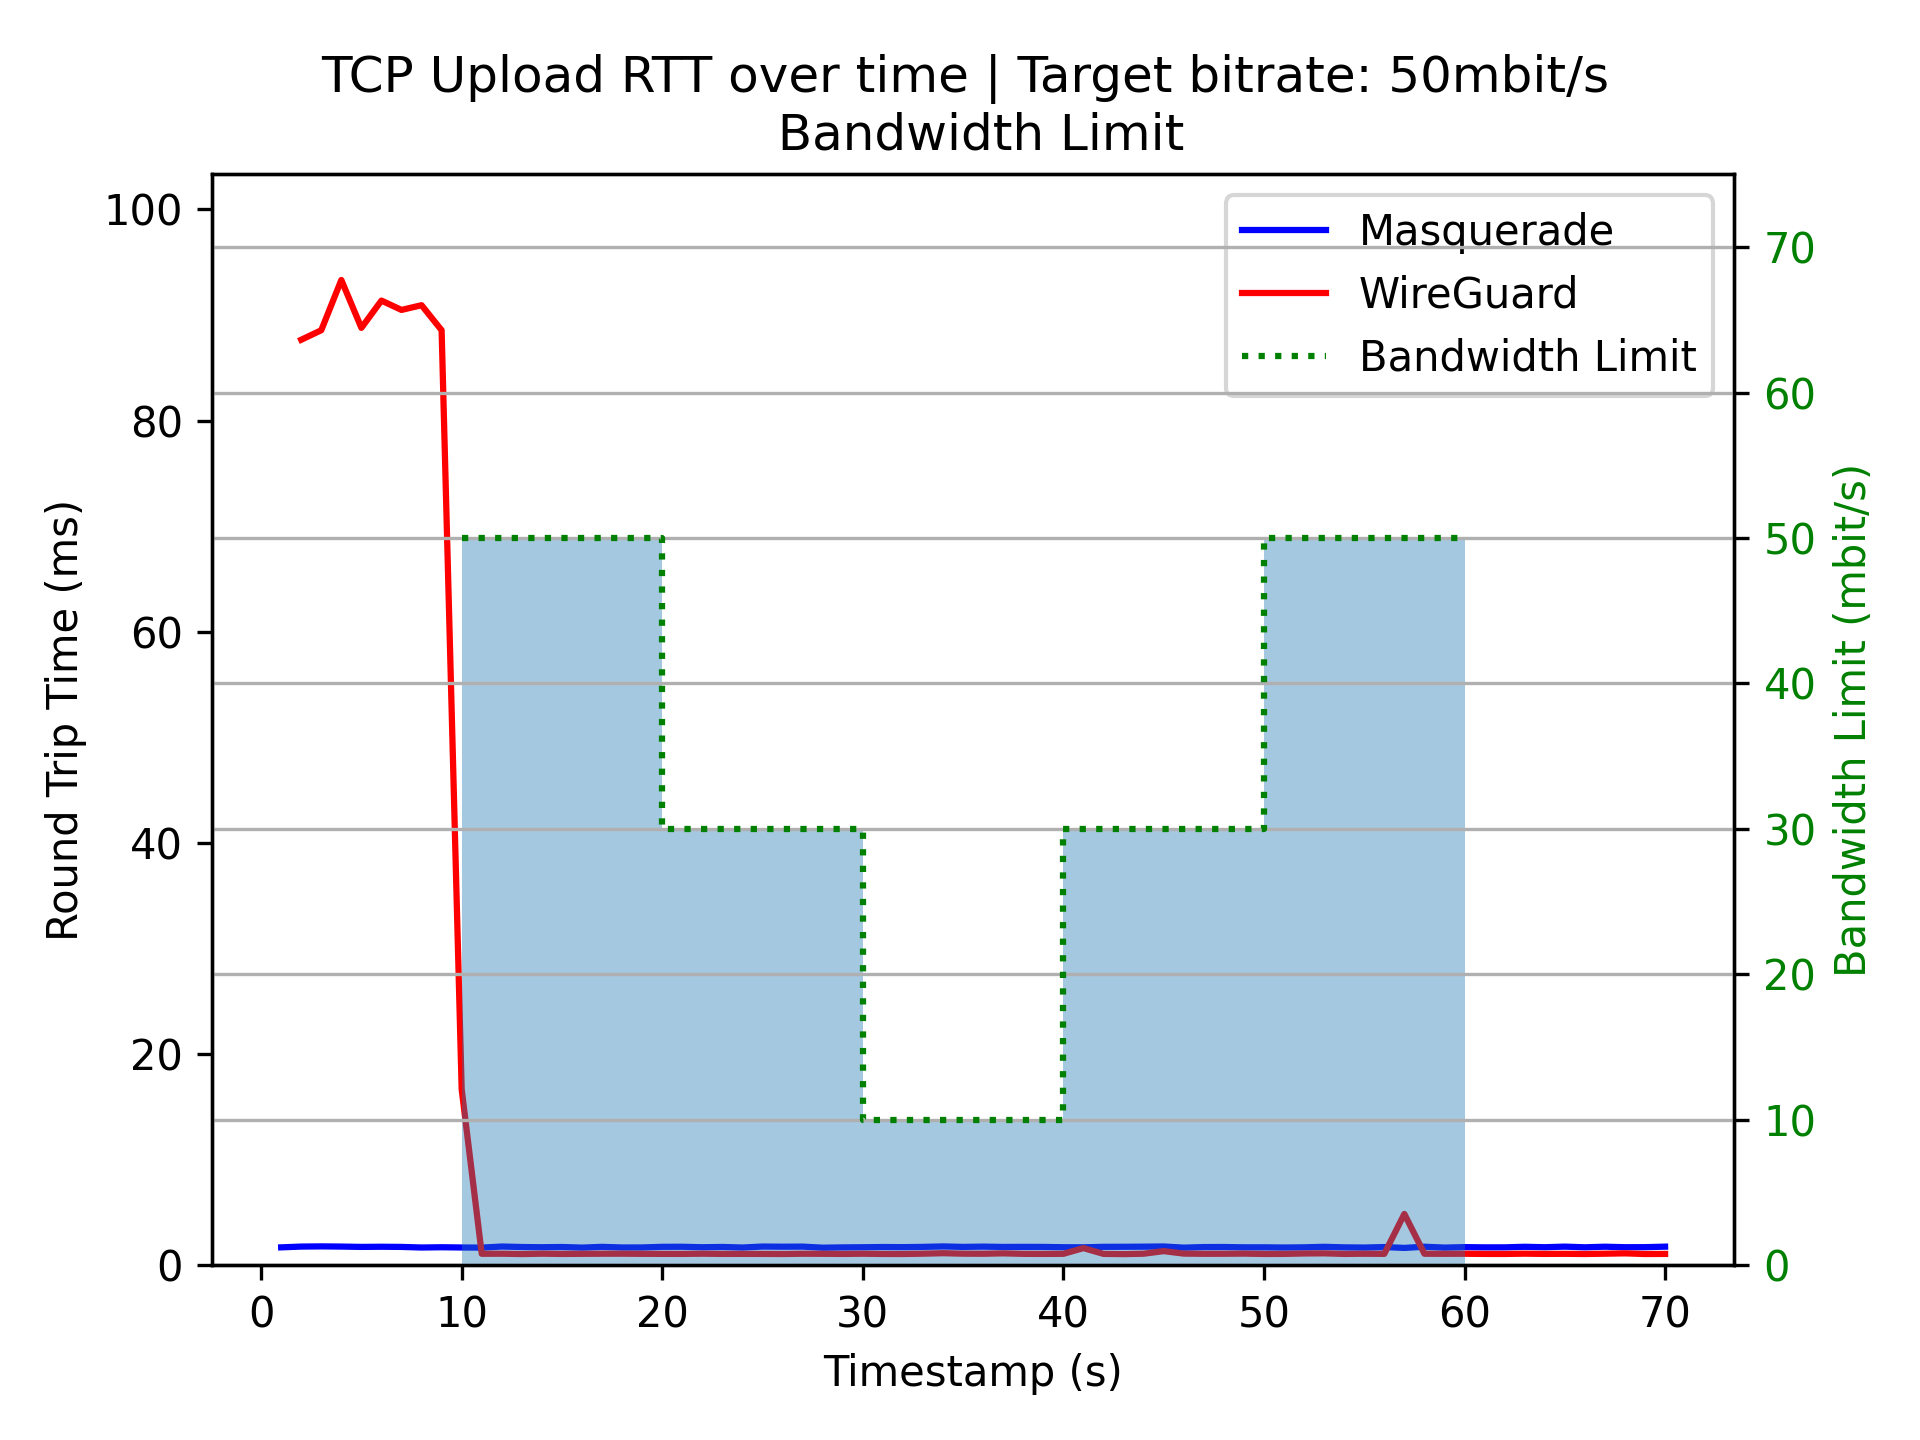 TCP Upload RTT over time | Target bitrate: 50mbit/s
Bandwidth Limit
Masquerade
WireGuard
Bandwidth Limit
Round Trip Time (ms)
100
80
60
40
20
0
70
60
50
40
30
20
10
0
Bandwidth Limit (mbit/s)
0 10 20 30 40 50 60 70
Timestamp (s)